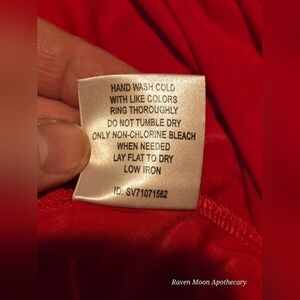 HAND WASH COLD
WITH LIKE COLORS
RING THOROUGHLY
DO NOT TUMBLE DRY
ONLY NON-CHLORINE BLEACH
WHEN NEEDED
LAY FLAT TO DRY
LOW IRON
ID: SV71071562
Raven Moon Apothecary